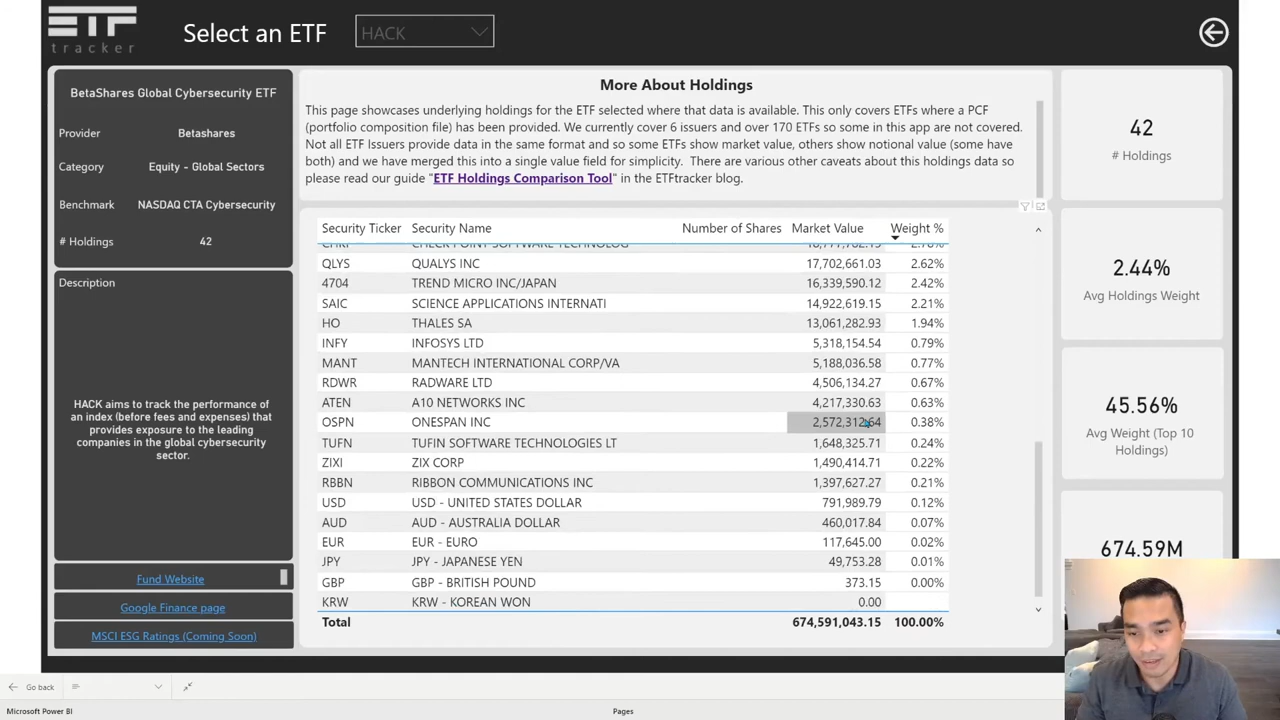 ETF
tracker
Select an ETF
HACK
BetaShares Global Cybersecurity ETF
Provider Betashares
Category Equity - Global Sectors
Benchmark NASDAQ CTA Cybersecurity
# Holdings 42
Description
HACK aims to track the performance of
an index (before fees and expenses) that
provides exposure to the leading
companies in the global cybersecurity
sector.
Fund Website
Google Finance page
MSCI ESG Ratings (Coming Soon)
More About Holdings
This page showcases underlying holdings for the ETF selected where that data is available. This only covers ETFs where a PCF
(portfolio composition file) has been provided. We currently cover 6 issuers and over 170 ETFs so some in this app are not covered.
Not all ETF Issuers provide data in the same format and so some ETFs show market value, others show notional value (some have
both) and we have merged this into a single value field for simplicity. There are various other caveats about this holdings data so
please read our guide "ETF Holdings Comparison Tool" in the ETFtracker blog.
Security Ticker Security Name Number of Shares Market Value Weight %
CHECK POINT SOFTWARE TECHNOLOG
QLYS QUALYS INC 17,702,661.03 2.62%
4704 TREND MICRO INC/JAPAN 16,339,590.12 2.42%
SAIC SCIENCE APPLICATIONS INTERNATI 14,922,619.15 2.21%
HO THALES SA 13,061,282.93 1.94%
INFY INFOSYS LTD 5,318,154.54 0.79%
MANT MANTECH INTERNATIONAL CORP/VA 5,188,036.58 0.77%
RDWR RADWARE LTD 4,506,134.27 0.67%
ATEN A10 NETWORKS INC 4,217,330.63 0.63%
OSPN ONESPAN INC 2,572,312.64 0.38%
TUFN TUFIN SOFTWARE TECHNOLOGIES LT 1,648,325.71 0.24%
ZIXI ZIX CORP 1,490,414.71 0.22%
RBBN RIBBON COMMUNICATIONS INC 1,397,627.27 0.21%
USD USD - UNITED STATES DOLLAR 791,989.79 0.12%
AUD AUD - AUSTRALIA DOLLAR 460,017.84 0.07%
EUR EUR - EURO 117,645.00 0.02%
JPY JPY - JAPANESE YEN 49,753.28 0.01%
GBP GBP - BRITISH POUND 373.15 0.00%
KRW KRW - KOREAN WON 0.00
Total 674,591,043.15 100.00%
42
# Holdings
2.44%
Avg Holdings Weight
45.56%
Avg Weight (Top 10
Holdings)
674.59M
Go back
Microsoft Power BI
Pages